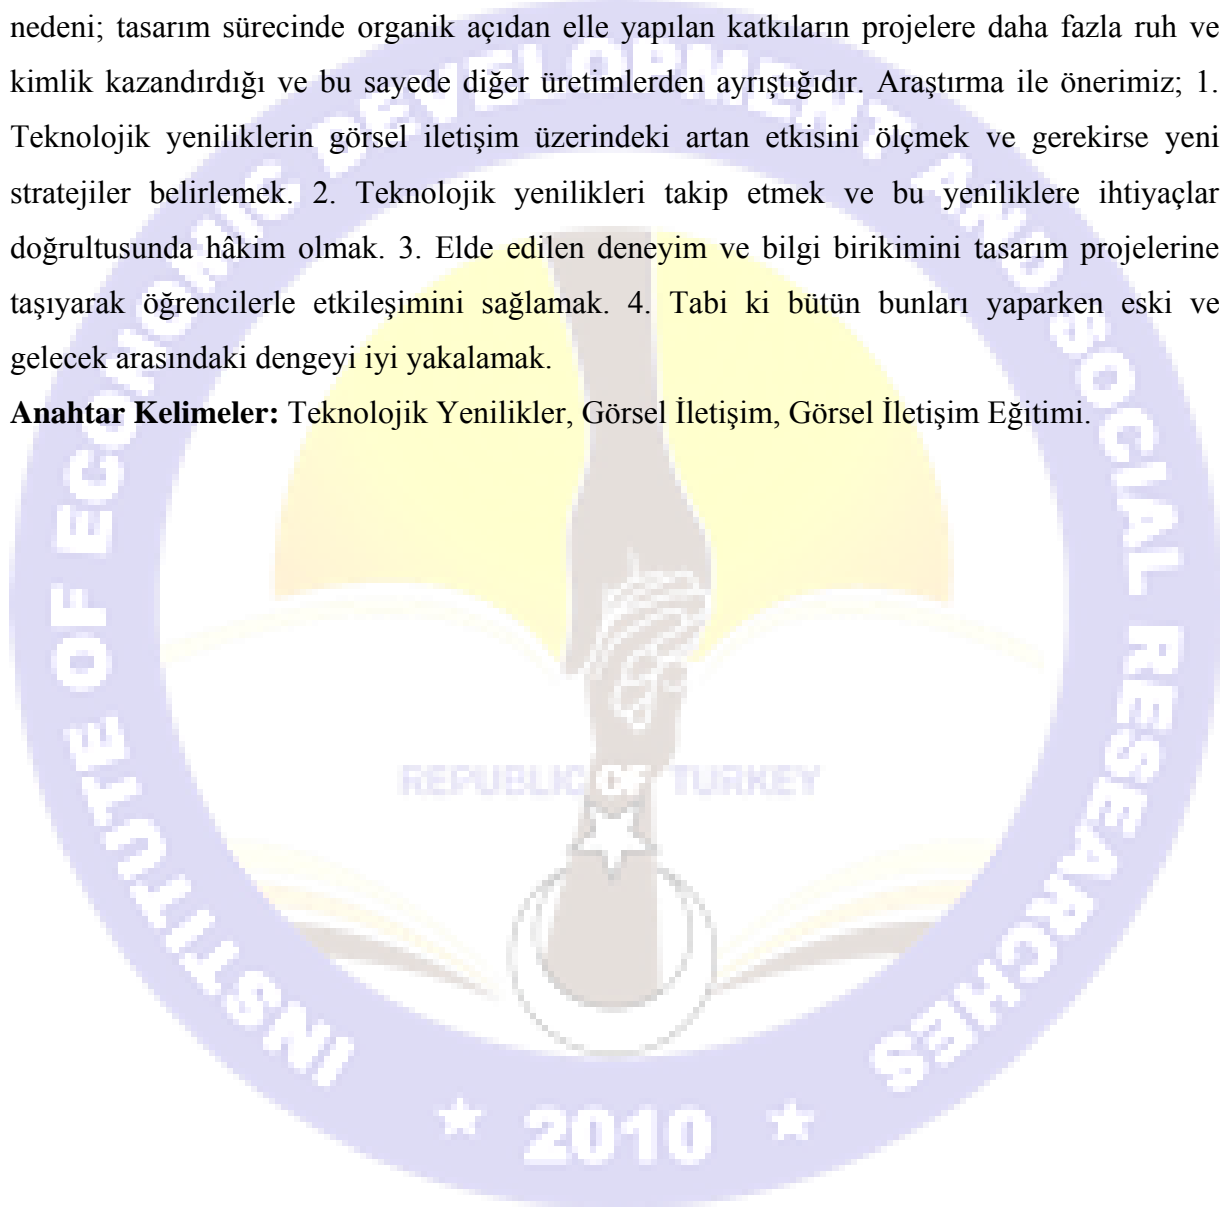 nedeni; tasarım sürecinde organik açıdan elle yapılan katkıların projelere daha fazla ruh ve
kimlik kazandırdığı ve bu sayede diğer üretimlerden ayrıştığıdır. Araştırma ile önerimiz; 1.
Teknolojik yeniliklerin görsel iletişim üzerindeki artan etkisini ölçmek ve gerekirse yeni
stratejiler belirlemek. 2. Teknolojik yenilikleri takip etmek ve bu yeniliklere ihtiyaçlar
doğrultusunda hâkim olmak. 3. Elde edilen deneyim ve bilgi birikimini tasarım projelerine
taşıyarak öğrencilerle etkileşimini sağlamak. 4. Tabi ki bütün bunları yaparken eski ve
gelecek arasındaki dengeyi iyi yakalamak.
Anahtar Kelimeler: Teknolojik Yenilikler, Görsel İletişim, Görsel İletişim Eğitimi.
INSTITUTE OF ECONOMIC DEVELOPMENT AND SOCIAL RESEARCHES
REPUBLIC OF TURKEY
2010